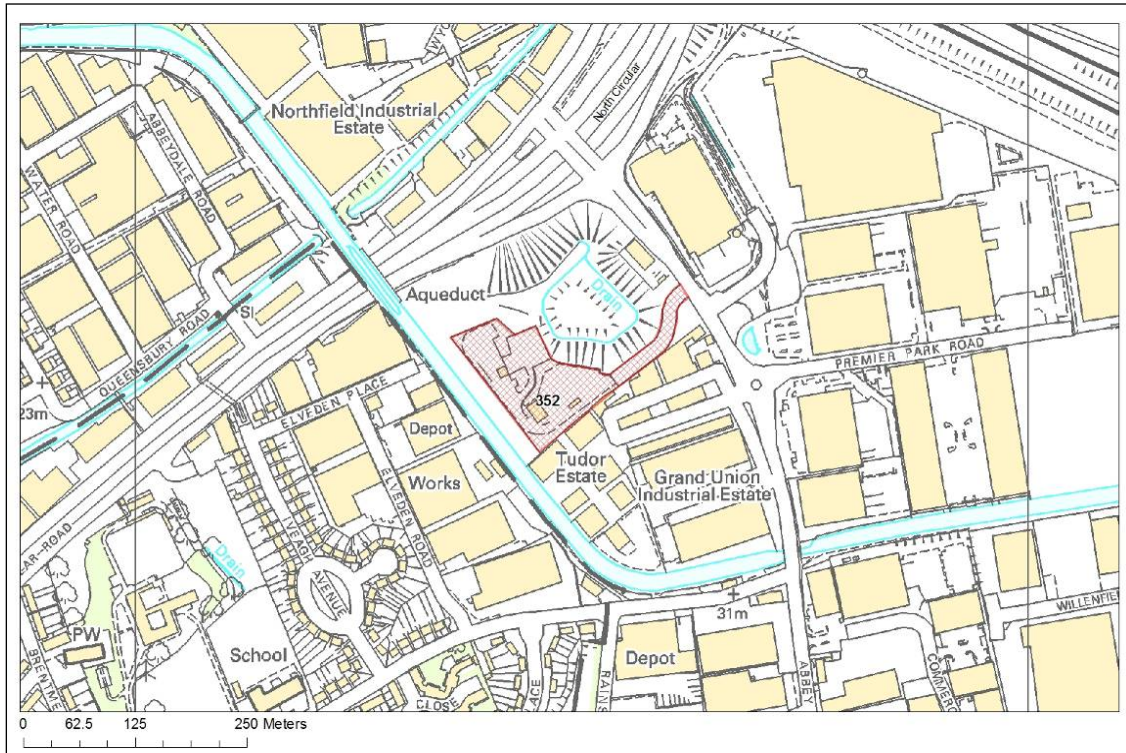 Northfield Industrial
Estate
North Circular
ABBEYDALE ROAD
WATER ROAD
Aqueduct
Drain
SL
QUEENSBURY ROAD
PREMIER PARK ROAD
352
23m
ELVEDEN PLACE
Depot
Tudor
Estate
Works
Grand Union
Industrial Estate
ELVEDEN ROAD
Drain
AVENUE
31m
PW
School
Depot
ABBEY
CLOSE
0 62.5 125 250 Meters